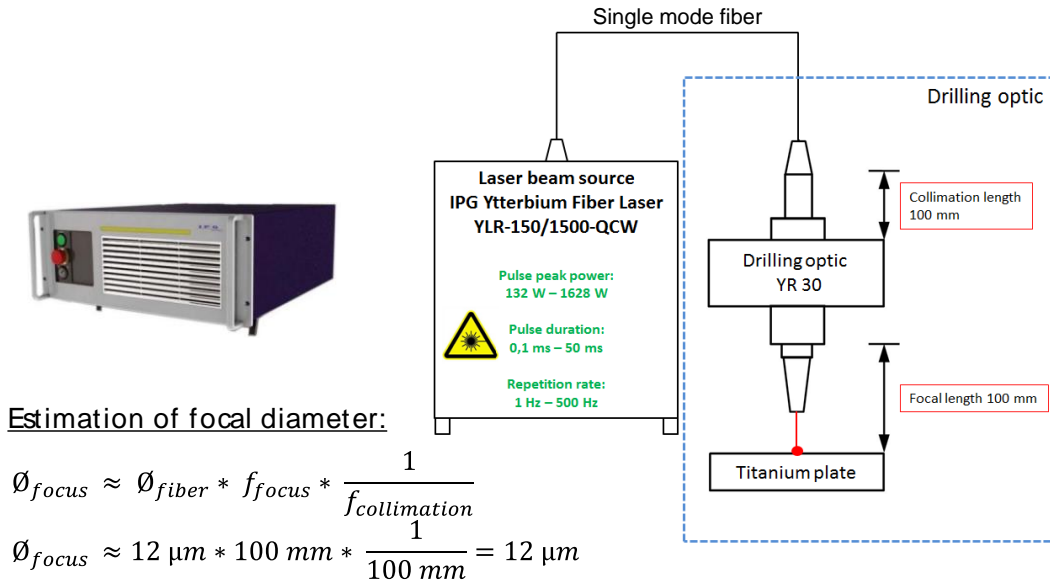 Single mode fiber
Drilling optic
Laser beam source
IPG Ytterbium Fiber Laser
YLR-150/1500-QCW
Pulse peak power:
132 W – 1628 W
Pulse duration:
0,1 ms – 50 ms
Repetition rate:
1 Hz – 500 Hz
Collimation length
100 mm
Drilling optic
YR 30
Focal length 100 mm
Titanium plate
Estimation of focal diameter:
Ø_focus ≈ Ø_fiber * f_focus * 1/f_collimation
Ø_focus ≈ 12 µm * 100 mm * 1/100 mm = 12 µm